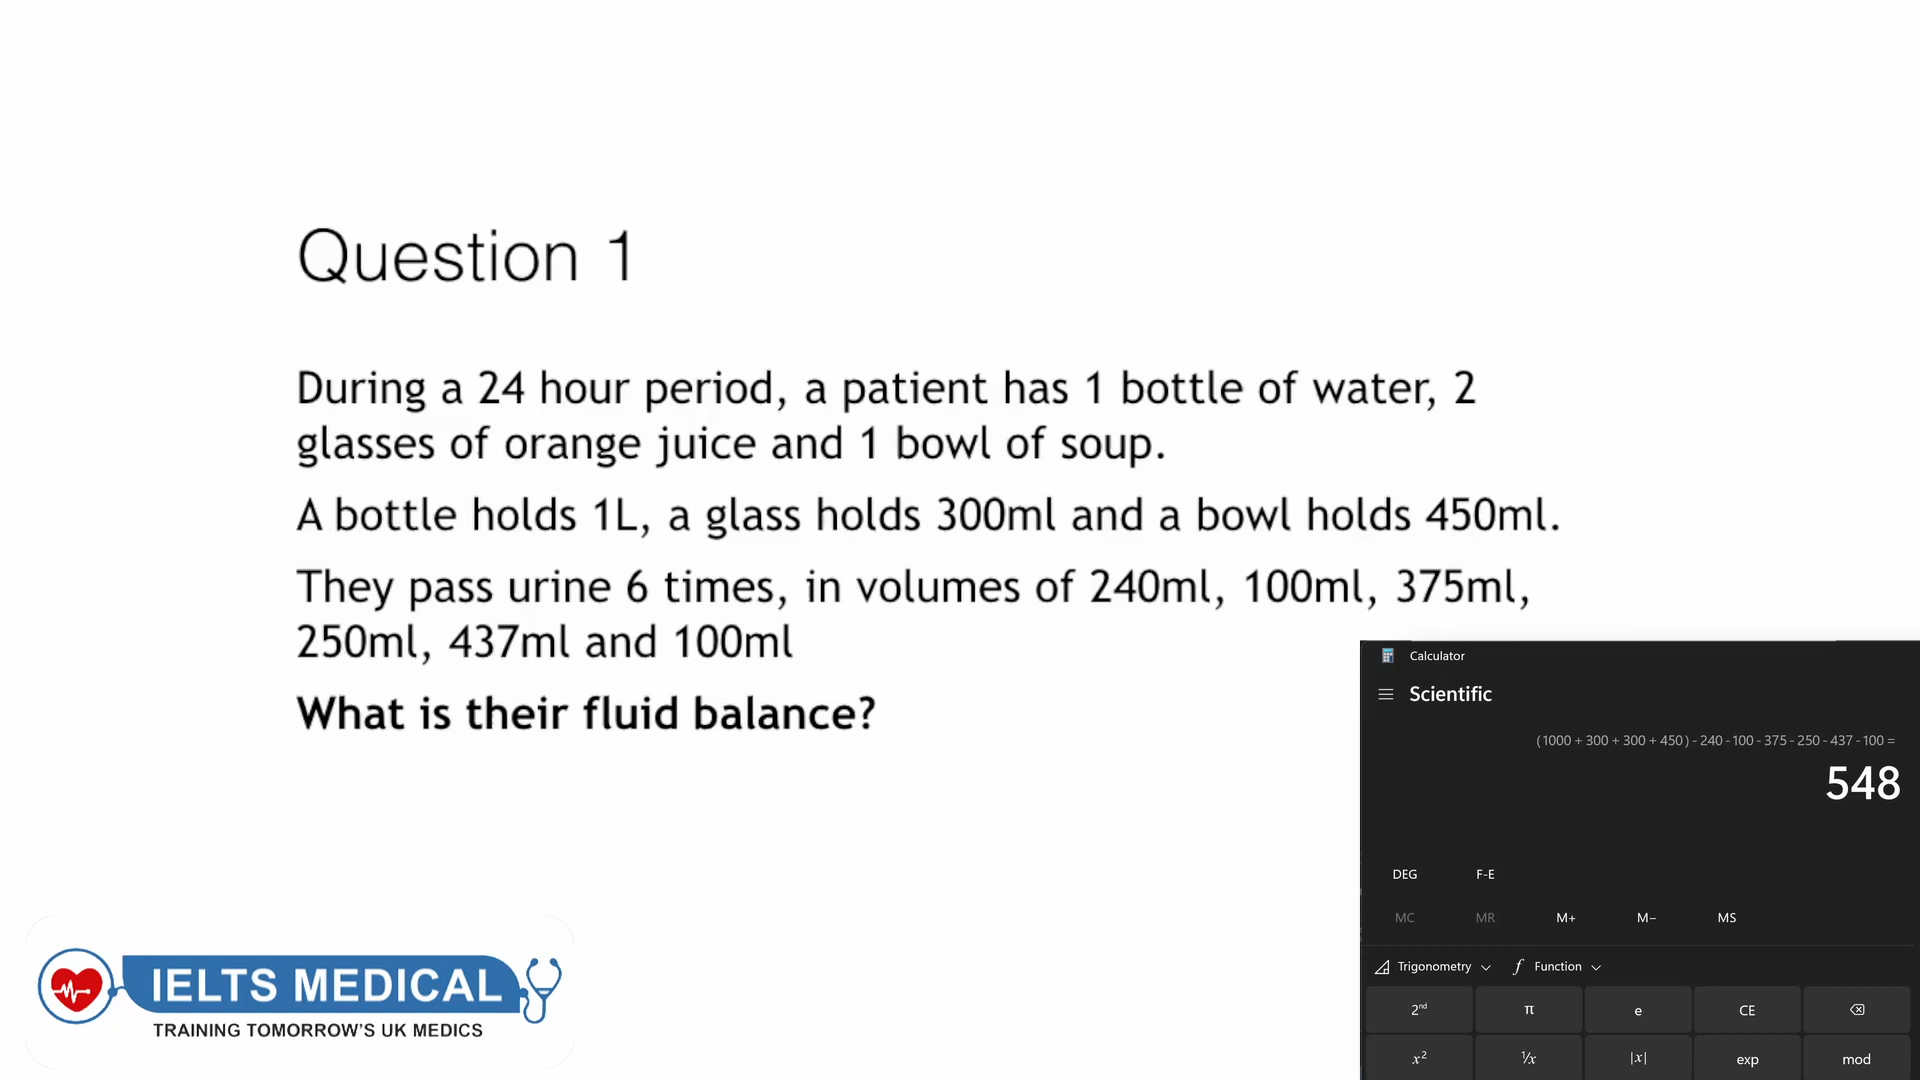 Question 1
During a 24 hour period, a patient has 1 bottle of water, 2
glasses of orange juice and 1 bowl of soup.
A bottle holds 1L, a glass holds 300ml and a bowl holds 450ml.
They pass urine 6 times, in volumes of 240ml, 100ml, 375ml,
250ml, 437ml and 100ml
What is their fluid balance?
IELTS MEDICAL
TRAINING TOMORROW'S UK MEDICS
Calculator
Scientific
(1000 + 300 + 300 + 450) - 240 - 100 - 375 - 250 - 437 - 100 =
548
DEG F-E
MC MR M+ M− MS
Trigonometry f Function
2nd π e CE
x² ¹/x |x| exp mod